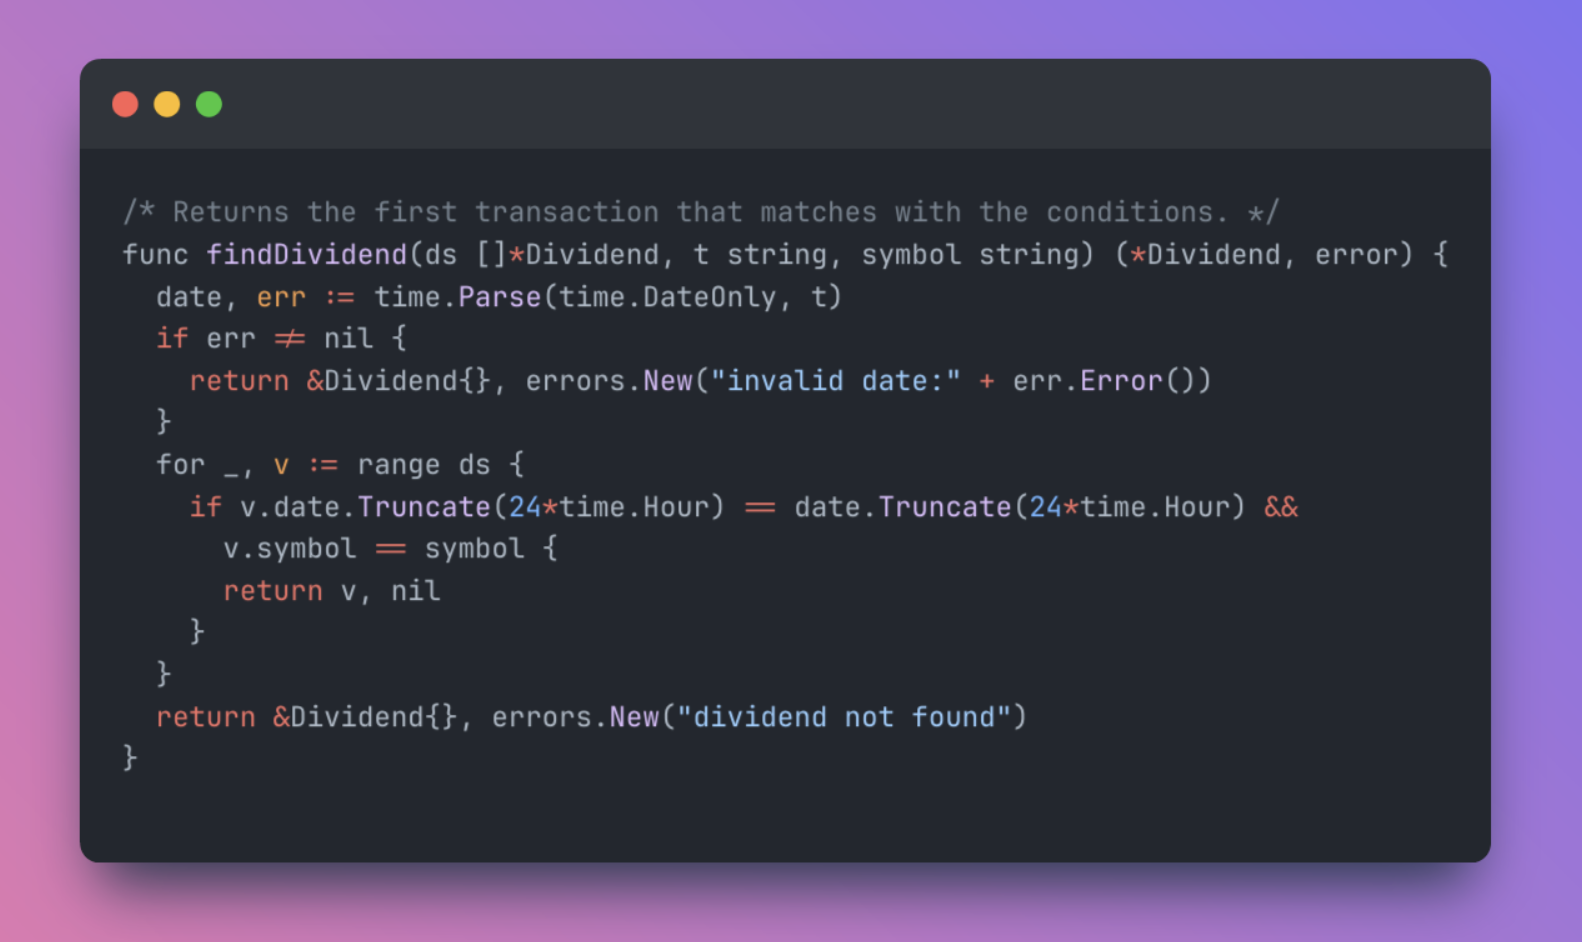 /* Returns the first transaction that matches with the conditions. */
func findDividend(ds []*Dividend, t string, symbol string) (*Dividend, error) {
  date, err := time.Parse(time.DateOnly, t)
  if err != nil {
    return &Dividend{}, errors.New("invalid date:" + err.Error())
  }
  for _, v := range ds {
    if v.date.Truncate(24*time.Hour) == date.Truncate(24*time.Hour) &&
      v.symbol == symbol {
      return v, nil
    }
  }
  return &Dividend{}, errors.New("dividend not found")
}